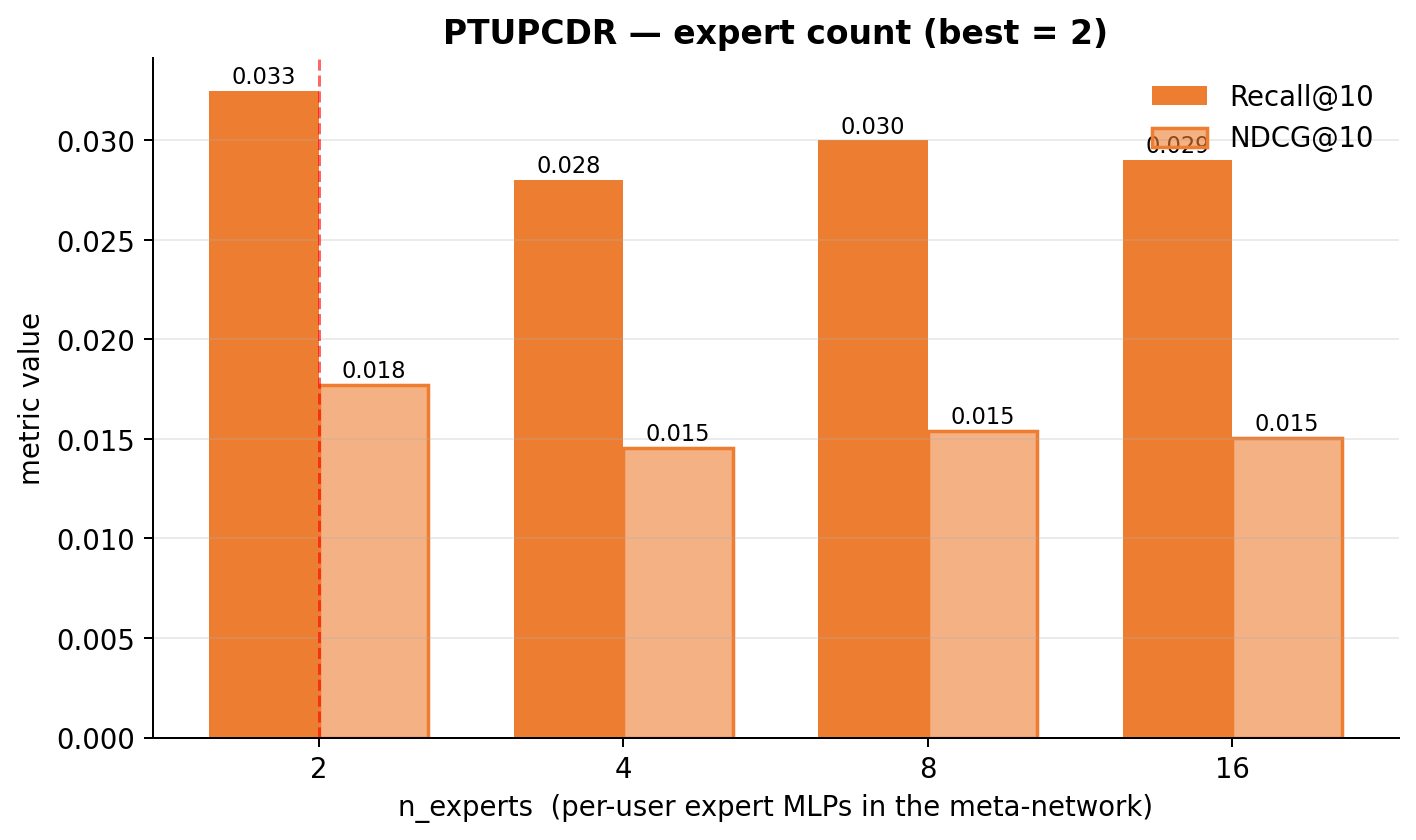 PTUPCDR — expert count (best = 2)
Recall@10
NDCG@10
0.033
0.028
0.030
0.029
0.018
0.015
0.015
0.015
metric value
0.030
0.025
0.020
0.015
0.010
0.005
0.000
2 4 8 16
n_experts (per-user expert MLPs in the meta-network)